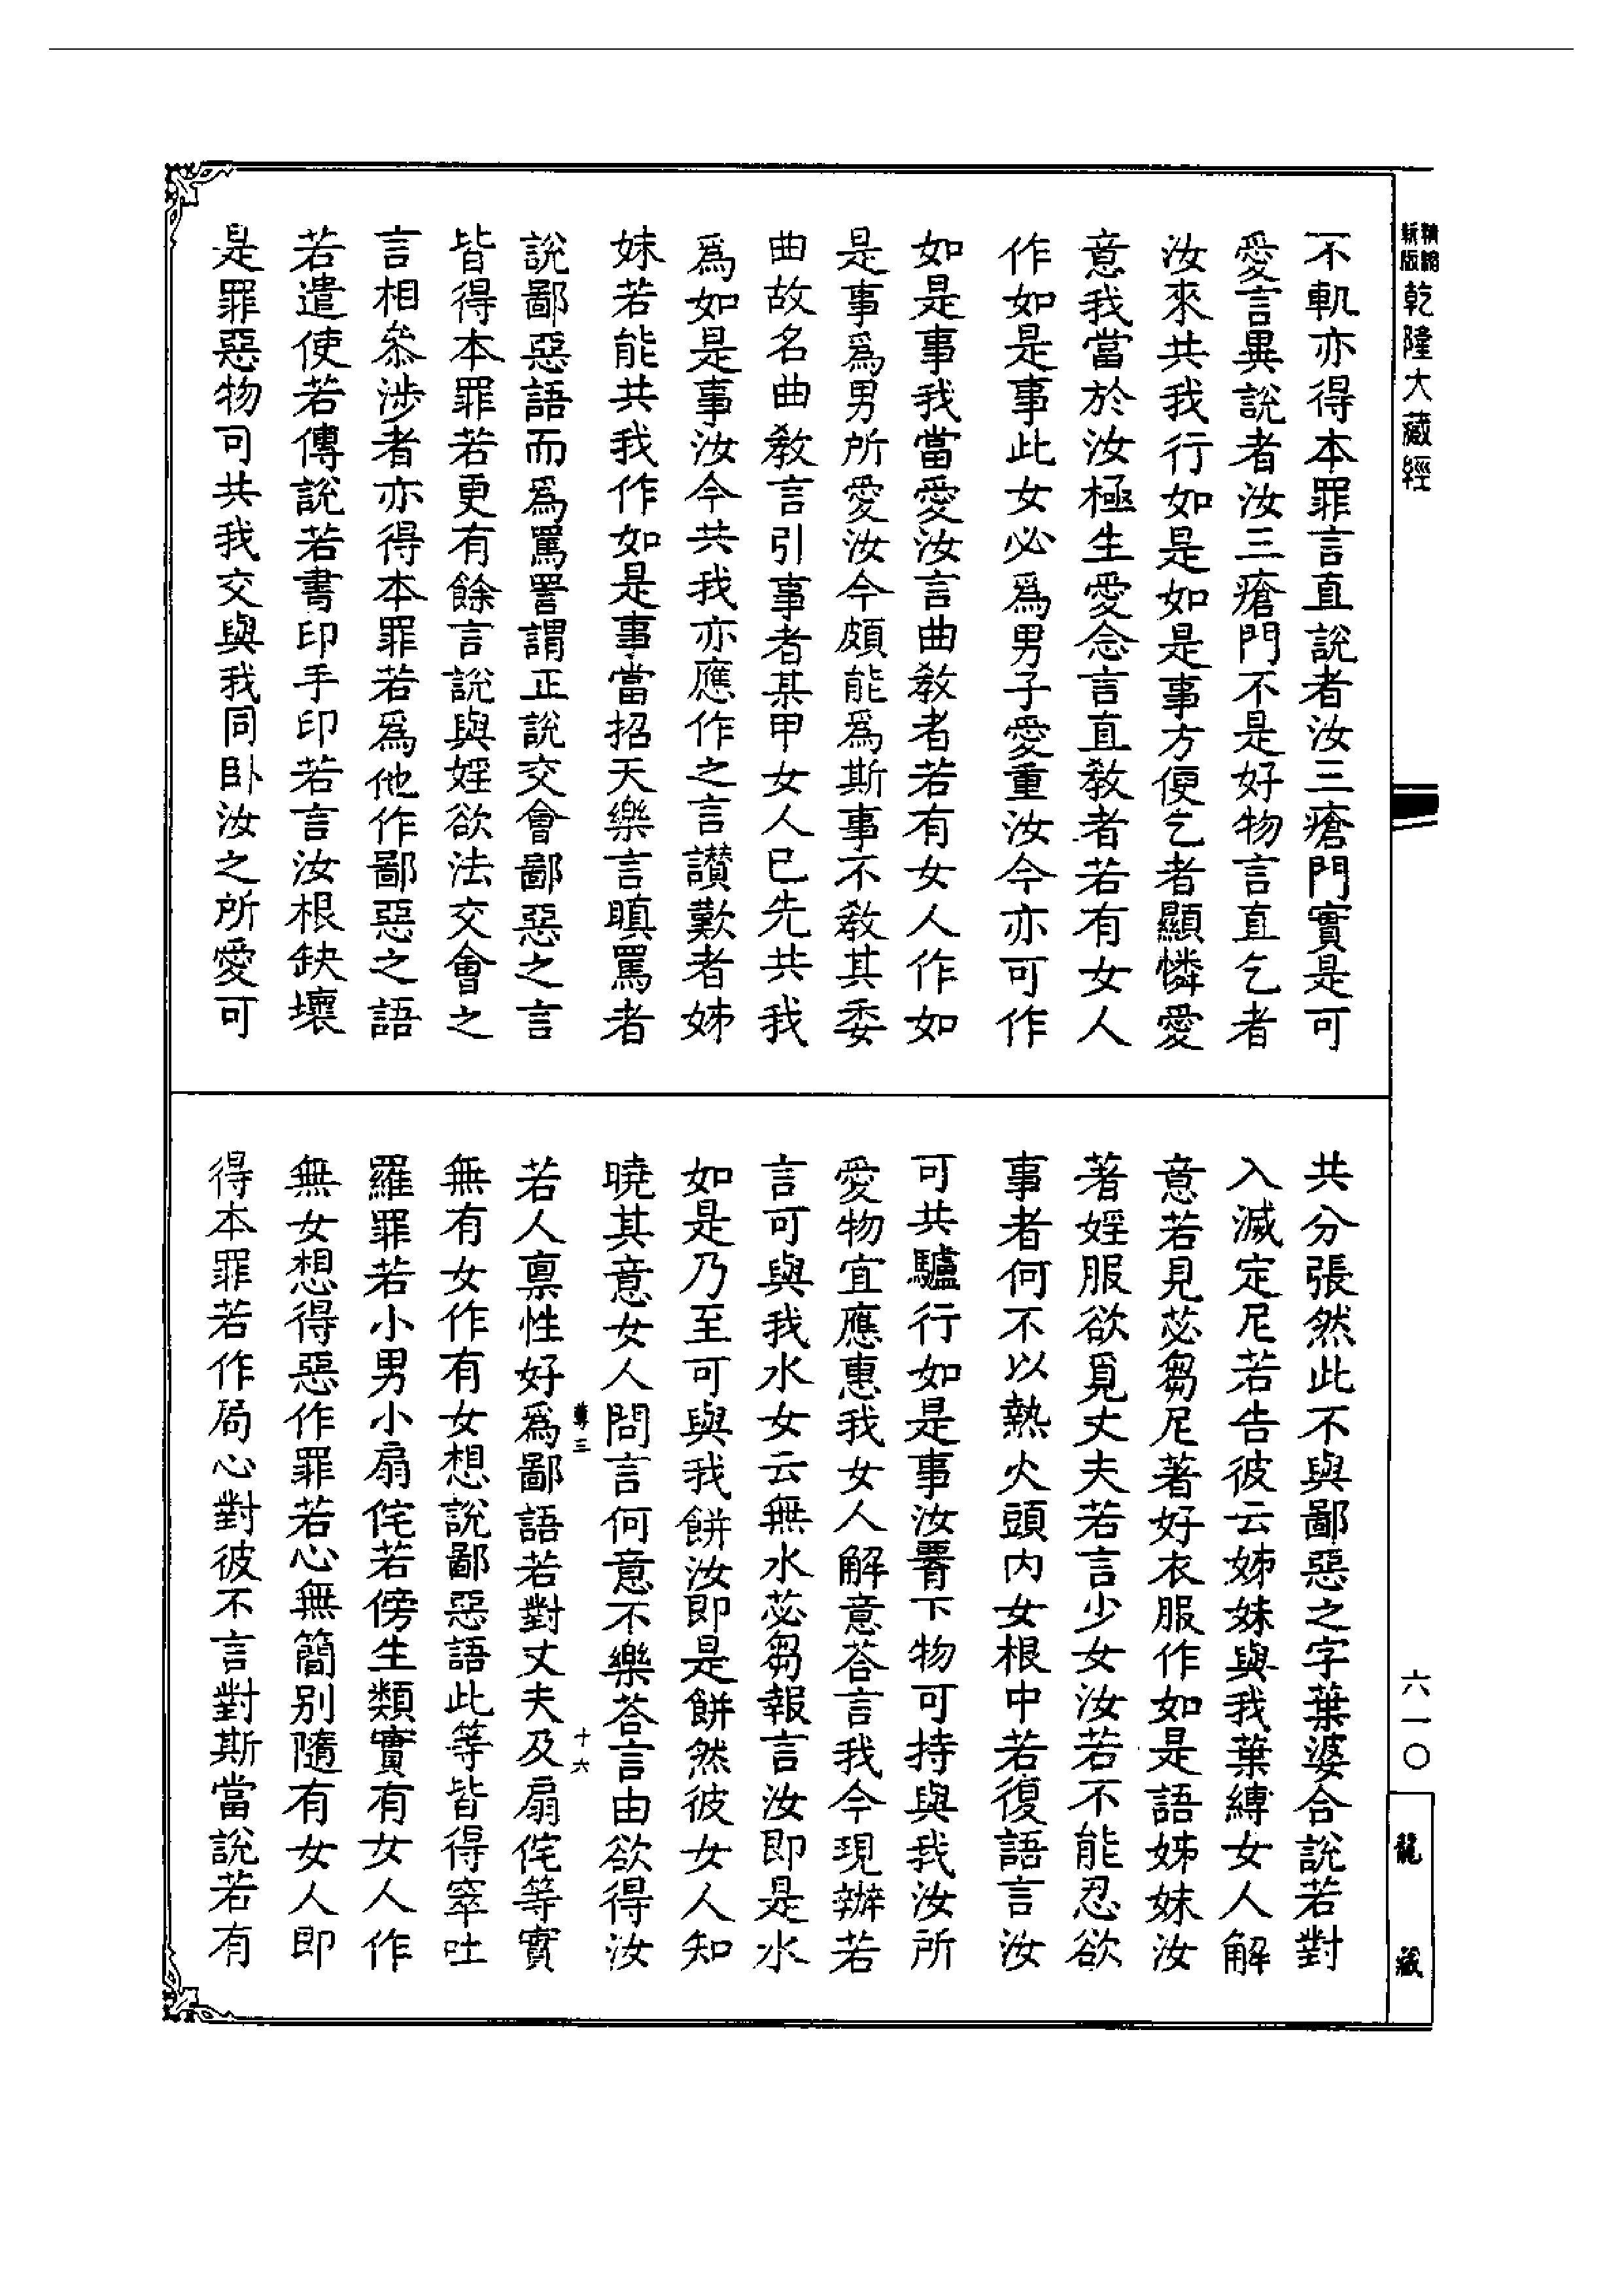 精縮
新版
乾隆大藏經
不軌亦得本罪言直說者汝三瘡門實是可
愛言異說者汝三瘡門不是好物言直乞者
汝來共我行如是如是事方便乞者顯憐愛
意我當於汝極生愛念言直教者若有女人
作如是事此女必為男子愛重汝今亦可作
如是事我當愛汝言曲教者若有女人作如
是事為男所愛汝今頗能為斯事不教其委
曲故名曲教言引事者某甲女人已先共我
為如是事汝今共我亦應作之言讃歎者姊
妹若能共我作如是事當招天樂言瞋罵者
說鄙惡語而為罵詈謂正說交會鄙惡之言
皆得本罪若更有餘言說與婬欲法交會之
言相叅涉者亦得本罪若為他作鄙惡之語
若遣使若傳說若書印手印若言汝根缺壞
是罪惡物可共我交與我同臥汝之所愛可
共分張然此不與鄙惡之字葉婆合說若對
入滅定尼若告彼云姊妹與我葉縛女人解
意若見苾芻尼著好衣服作如是語姊妹汝
著婬服欲覓丈夫若言少女汝若不能忍欲
事者何不以熱火頭內女根中若復語言汝
可共驢行如是事汝䍉下物可持與我汝所
愛物宜應惠我女人解意荅言我今現辦若
言可與我水女云無水苾芻報言汝即是水
如是乃至可與我餅汝即是餅然彼女人知
曉其意女人問言何意不樂荅言由欲得汝
若人禀性好為鄙語若對丈夫及扇侘等實
無有女作有女想說鄙惡語此等皆得窣吐
羅罪若小男小扇侘若傍生類實有女人作
無女想得惡作罪若心無簡別隨有女人即
得本罪若作局心對彼不言對斯當說若有
三
十六
六一〇
龍藏